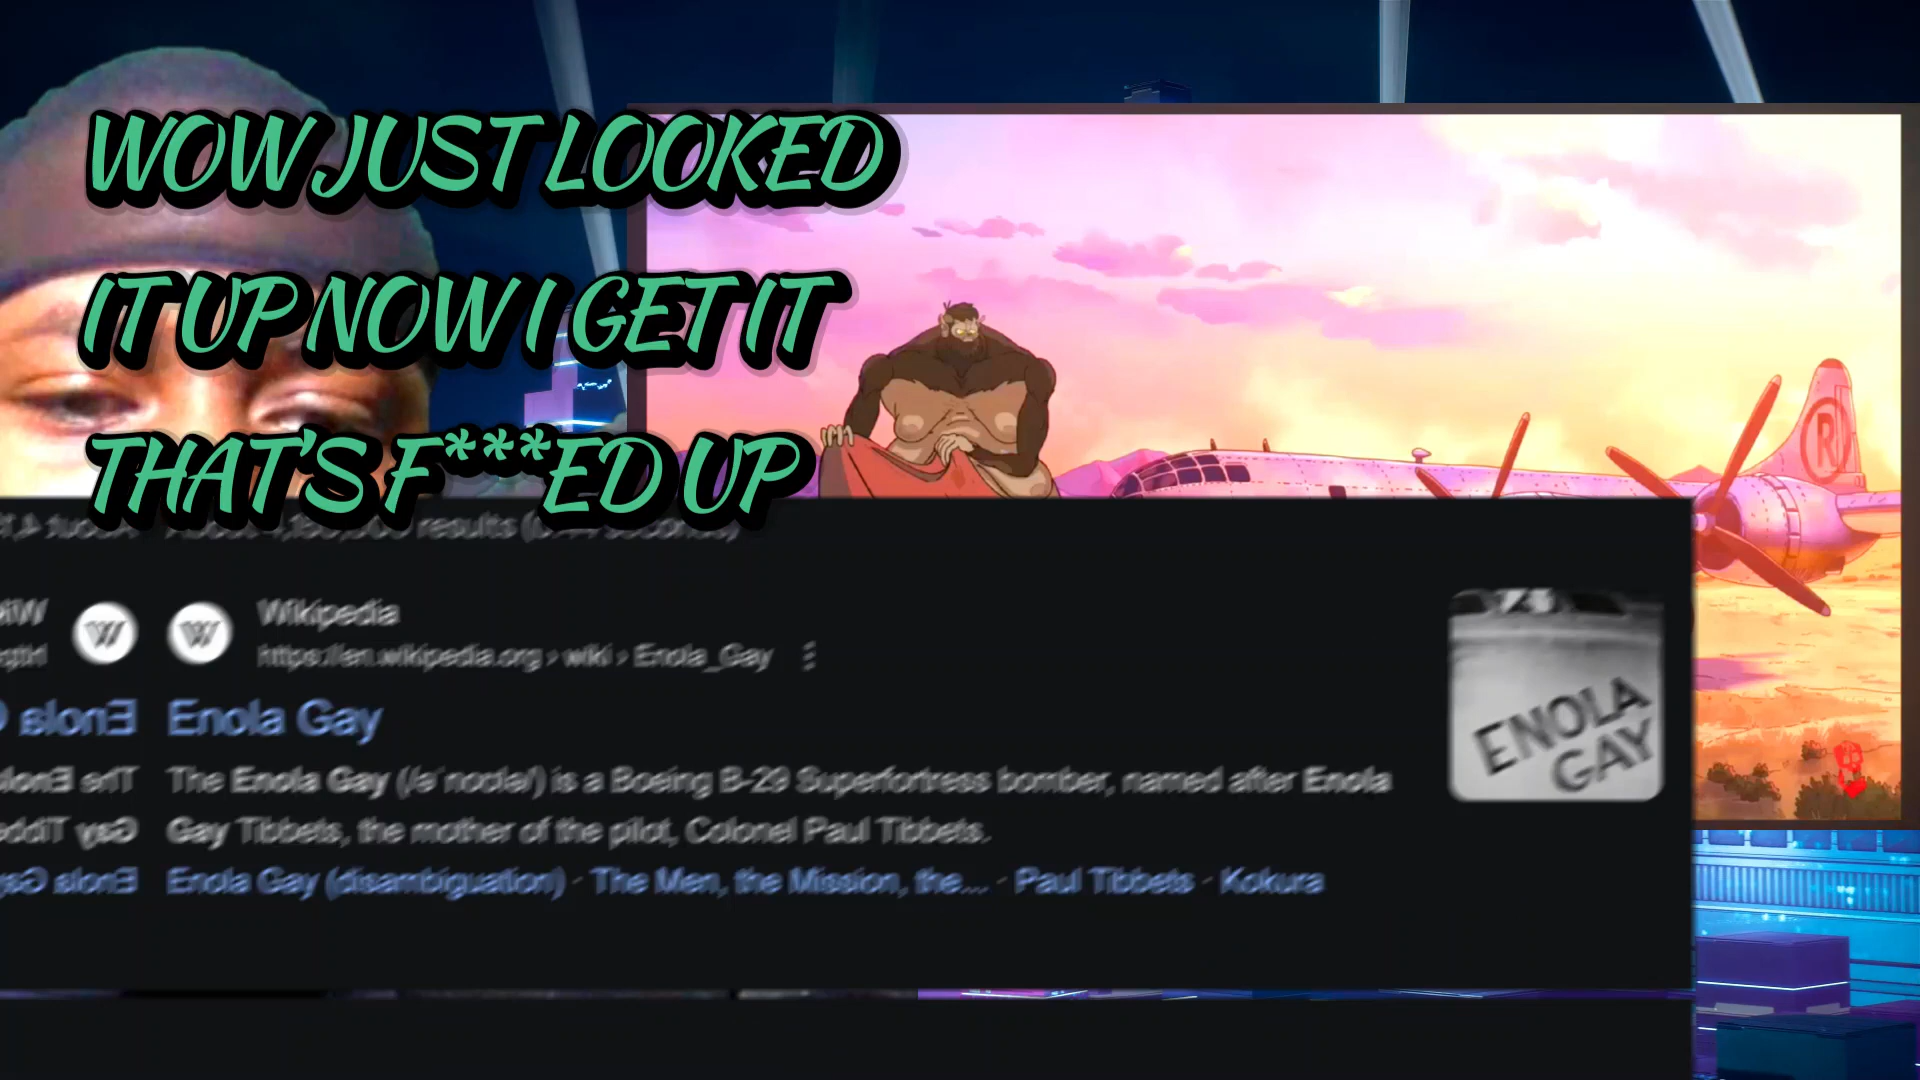 WOW JUST LOOKED
IT UP NOW I GET IT
THAT'S F***ED UP
results
Wikipedia
https://en.wikipedia.org › wiki › Enola_Gay
Enola Gay
The Enola Gay (/əˈnoʊlə/) is a Boeing B-29 Superfortress bomber, named after Enola
Gay Tibbets, the mother of the pilot, Colonel Paul Tibbets.
Enola Gay (disambiguation) · The Men, the Mission, the... · Paul Tibbets · Kokura
ENOLA
GAY
R